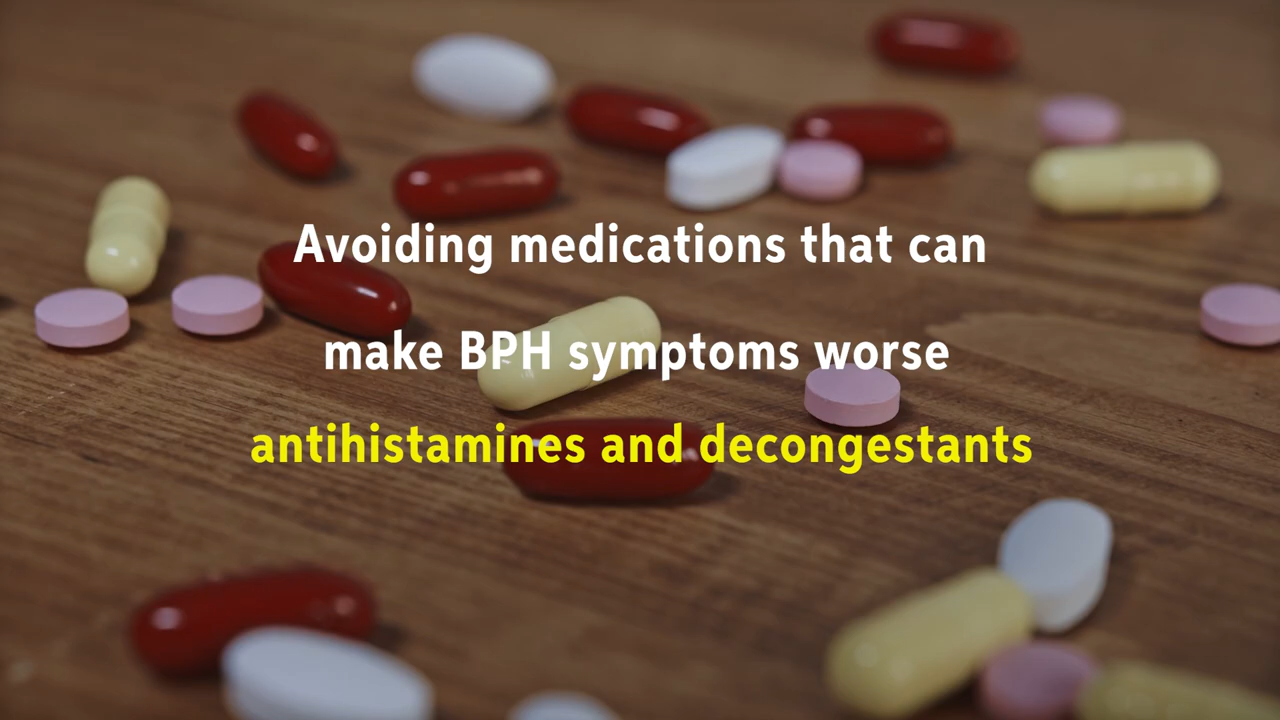 Avoiding medications that can
make BPH symptoms worse
antihistamines and decongestants